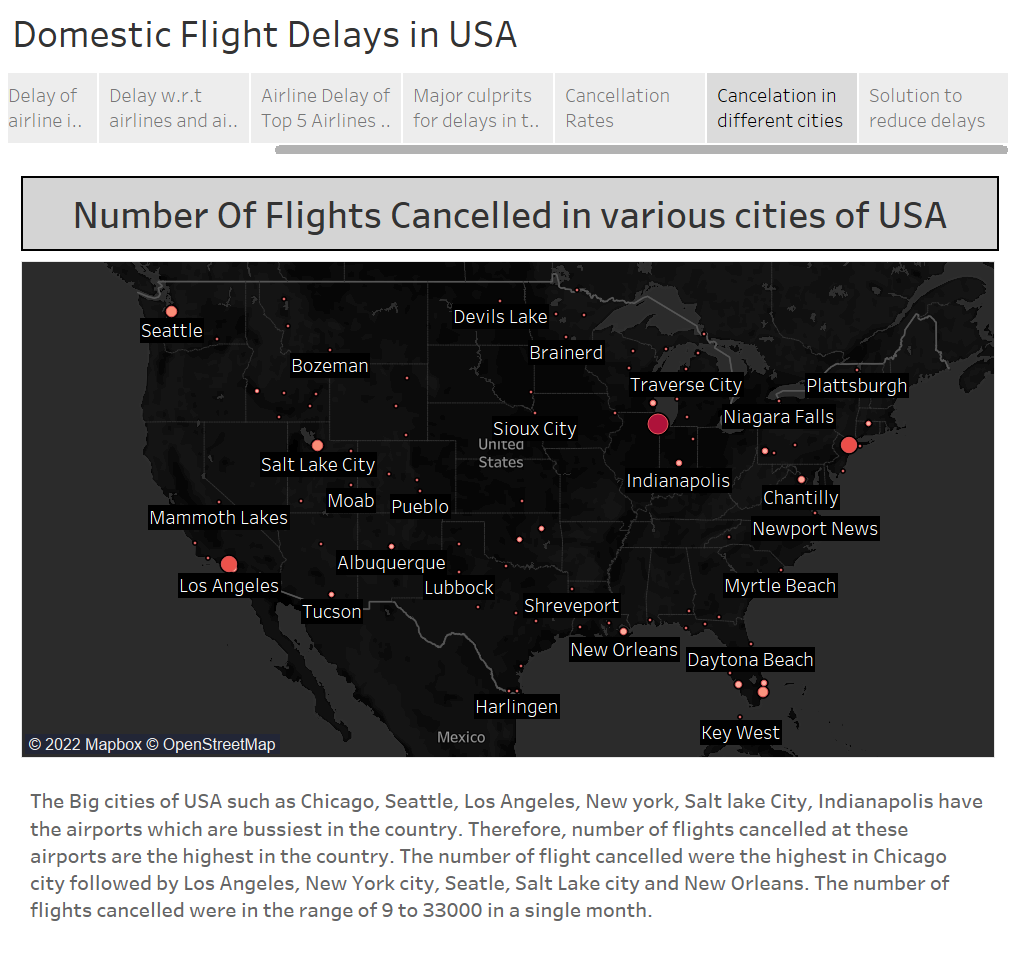 Domestic Flight Delays in USA
Delay of
airline i..
Delay w.r.t
airlines and ai..
Airline Delay of
Top 5 Airlines ..
Major culprits
for delays in t..
Cancellation
Rates
Cancelation in
different cities
Solution to
reduce delays
Number Of Flights Cancelled in various cities of USA
Devils Lake
Seattle
Brainerd
Bozeman
Traverse City
Plattsburgh
Niagara Falls
Sioux City
United
States
Salt Lake City
Indianapolis
Moab
Pueblo
Chantilly
Mammoth Lakes
Newport News
Albuquerque
Los Angeles
Lubbock
Myrtle Beach
Tucson
Shreveport
New Orleans
Daytona Beach
Harlingen
Key West
Mexico
© 2022 Mapbox © OpenStreetMap
The Big cities of USA such as Chicago, Seattle, Los Angeles, New york, Salt lake City, Indianapolis have
the airports which are bussiest in the country. Therefore, number of flights cancelled at these
airports are the highest in the country. The number of flight cancelled were the highest in Chicago
city followed by Los Angeles, New York city, Seatle, Salt Lake city and New Orleans. The number of
flights cancelled were in the range of 9 to 33000 in a single month.